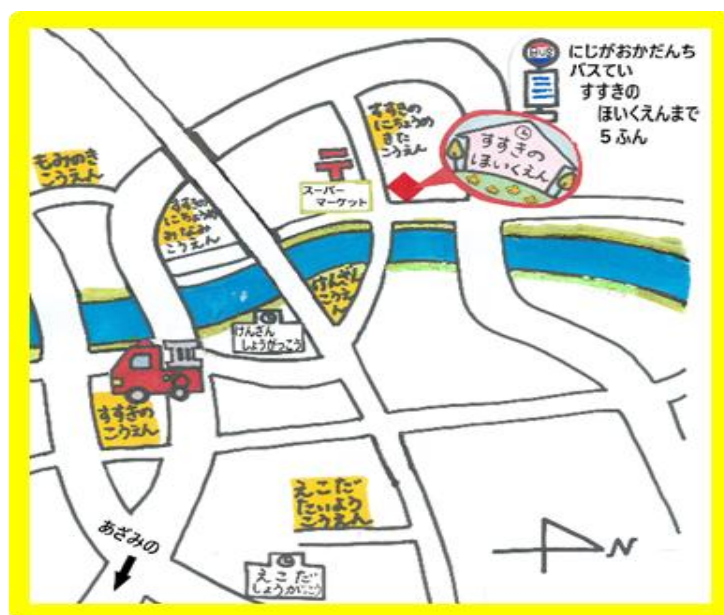 BUS
にじがおかだんち
バスてい
すすきの
ほいくえんまで
5ふん
すすきの
にちょうめ
きた
こうえん
すすきの
ほいくえん
もみのき
こうえん
〒
スーパー
マーケット
すすきの
にちょうめ
みなみ
こうえん
けんざん
こうえん
けんざん
しょうがっこう
すすきの
こうえん
えこだ
たいよう
こうえん
あざみの
えこだ
しょうがっこう
N